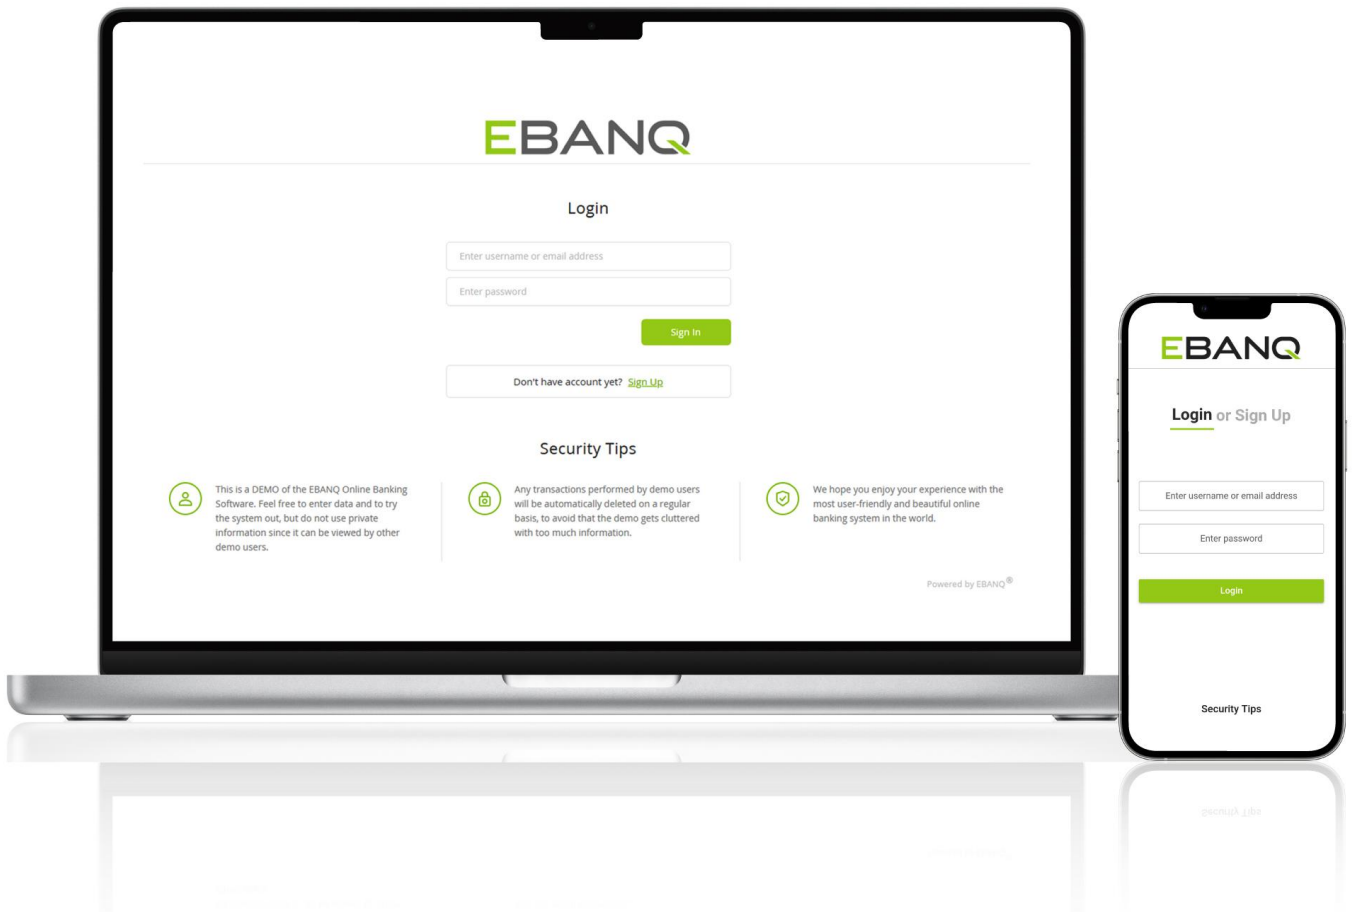 EBANQ
Login
Enter username or email address
Enter password
Sign In
Don't have account yet? Sign Up
Security Tips
This is a DEMO of the EBANQ Online Banking
Software. Feel free to enter data and to try
the system out, but do not use private
information since it can be viewed by other
demo users.
Any transactions performed by demo users
will be automatically deleted on a regular
basis, to avoid that the demo gets cluttered
with too much information.
We hope you enjoy your experience with the
most user-friendly and beautiful online
banking system in the world.
Powered by EBANQ®
EBANQ
Login or Sign Up
Enter username or email address
Enter password
Login
Security Tips